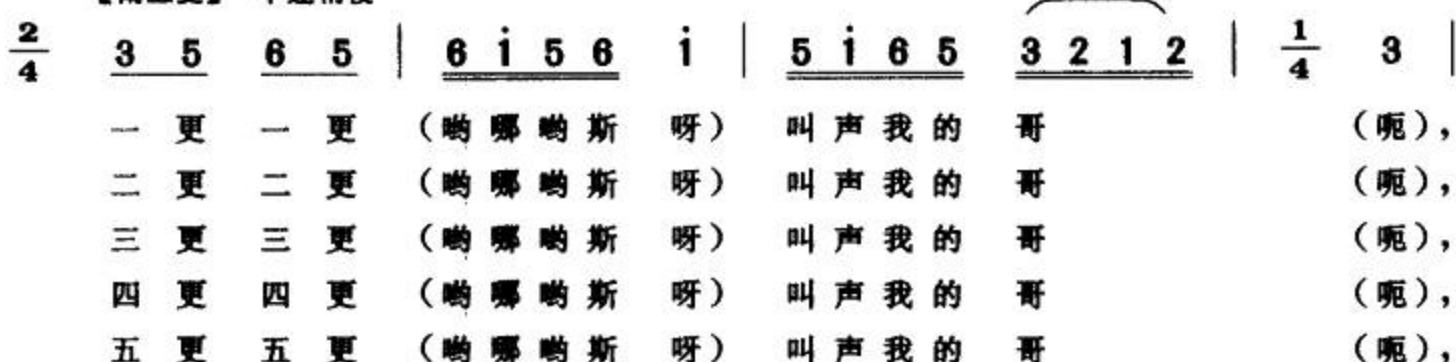 2/4 3 5 6 5 | 6 i̇ 5 6 i̇ | 5 i̇ 6 5 3 2 1 2 | 1/4 3 |
一 更 一 更 （哟 哪 哟 斯 呀） 叫 声 我 的 哥 （呃），
二 更 二 更 （哟 哪 哟 斯 呀） 叫 声 我 的 哥 （呃），
三 更 三 更 （哟 哪 哟 斯 呀） 叫 声 我 的 哥 （呃），
四 更 四 更 （哟 哪 哟 斯 呀） 叫 声 我 的 哥 （呃），
五 更 五 更 （哟 哪 哟 斯 呀） 叫 声 我 的 哥 （呃），